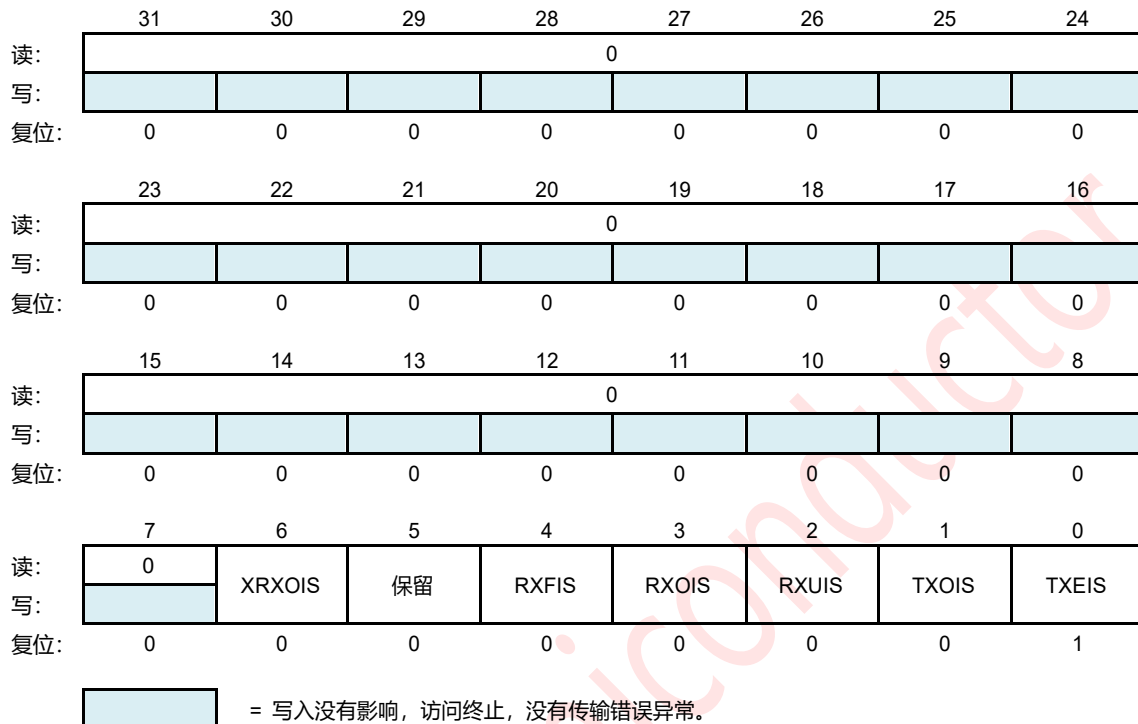 31 30 29 28 27 26 25 24
读: 0
写:
复位: 0 0 0 0 0 0 0 0
23 22 21 20 19 18 17 16
读: 0
写:
复位: 0 0 0 0 0 0 0 0
15 14 13 12 11 10 9 8
读: 0
写:
复位: 0 0 0 0 0 0 0 0
7 6 5 4 3 2 1 0
读: 0 XRXOIS 保留 RXFIS RXOIS RXUIS TXOIS TXEIS
写:
复位: 0 0 0 0 0 0 0 1
= 写入没有影响，访问终止，没有传输错误异常。
iconductor